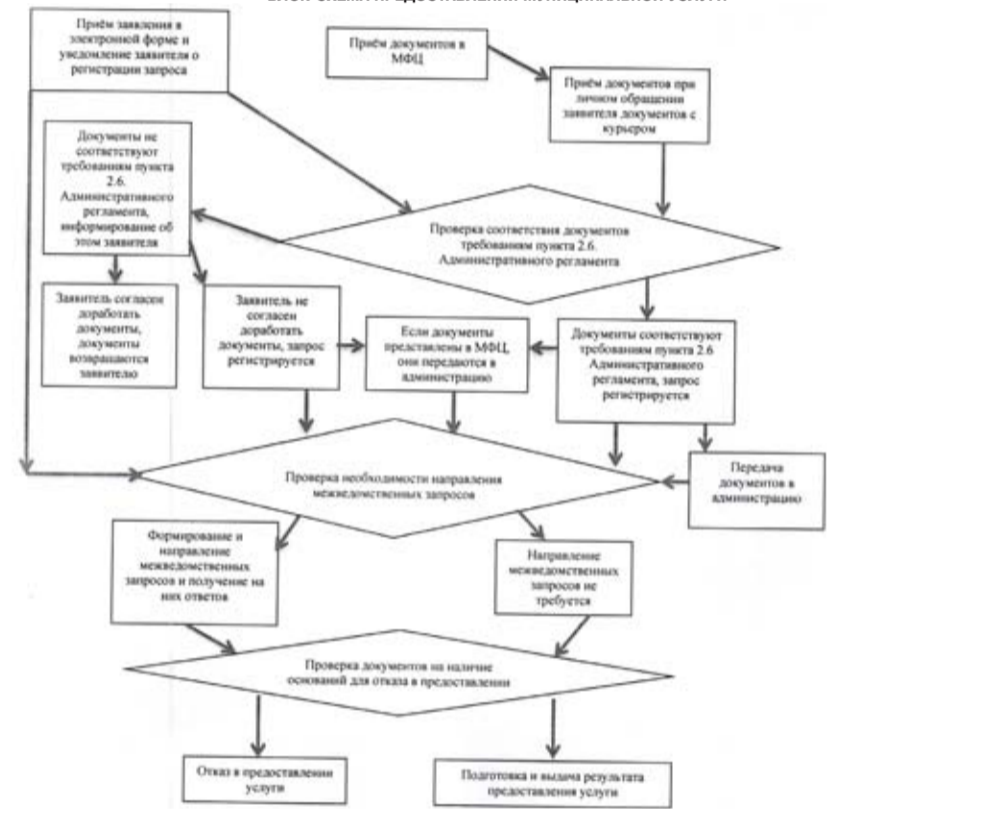 БЛОК-СХЕМА ПРЕДОСТАВЛЕНИЯ МУНИЦИПАЛЬНОЙ УСЛУГИ
Приём заявления в
электронной форме и
уведомление заявителя о
регистрации запроса
Приём документов в
МФЦ
Приём документов при
личном обращении
заявителя документов с
курьером
Документы не
соответствуют
требованиям пункта
2.6.
Административного
регламента,
информирование об
этом заявителя
Проверка соответствия документов
требованиям пункта 2.6.
Административного регламента
Заявитель согласен
доработать
документы,
документы
возвращаются
заявителю
Заявитель не
согласен
доработать
документы, запрос
регистрируется
Если документы
представлены в МФЦ,
они передаются в
администрацию
Документы соответствуют
требованиям пункта 2.6
Административного
регламента, запрос
регистрируется
Проверка необходимости направления
межведомственных запросов
Передача
документов в
администрацию
Формирование и
направление
межведомственных
запросов и получение на
них ответов
Направление
межведомственных
запросов не
требуется
Проверка документов на наличие
оснований для отказа в предоставлении
Отказ в предоставлении
услуги
Подготовка и выдача результата
предоставления услуги